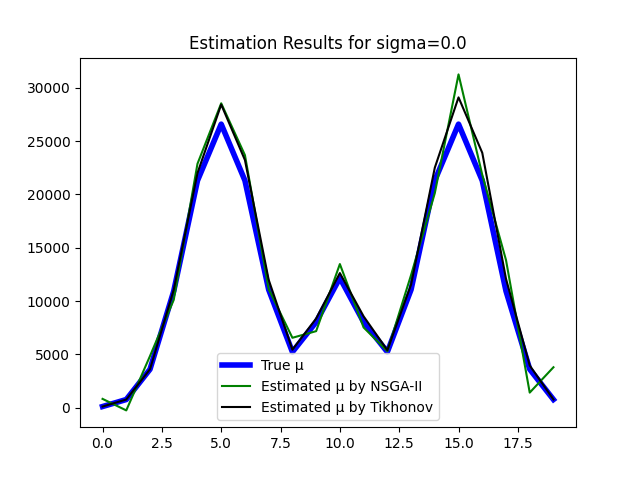 Estimation Results for sigma=0.0
30000
25000
20000
15000
10000
5000
0
True μ
Estimated μ by NSGA-II
Estimated μ by Tikhonov
0.0 2.5 5.0 7.5 10.0 12.5 15.0 17.5